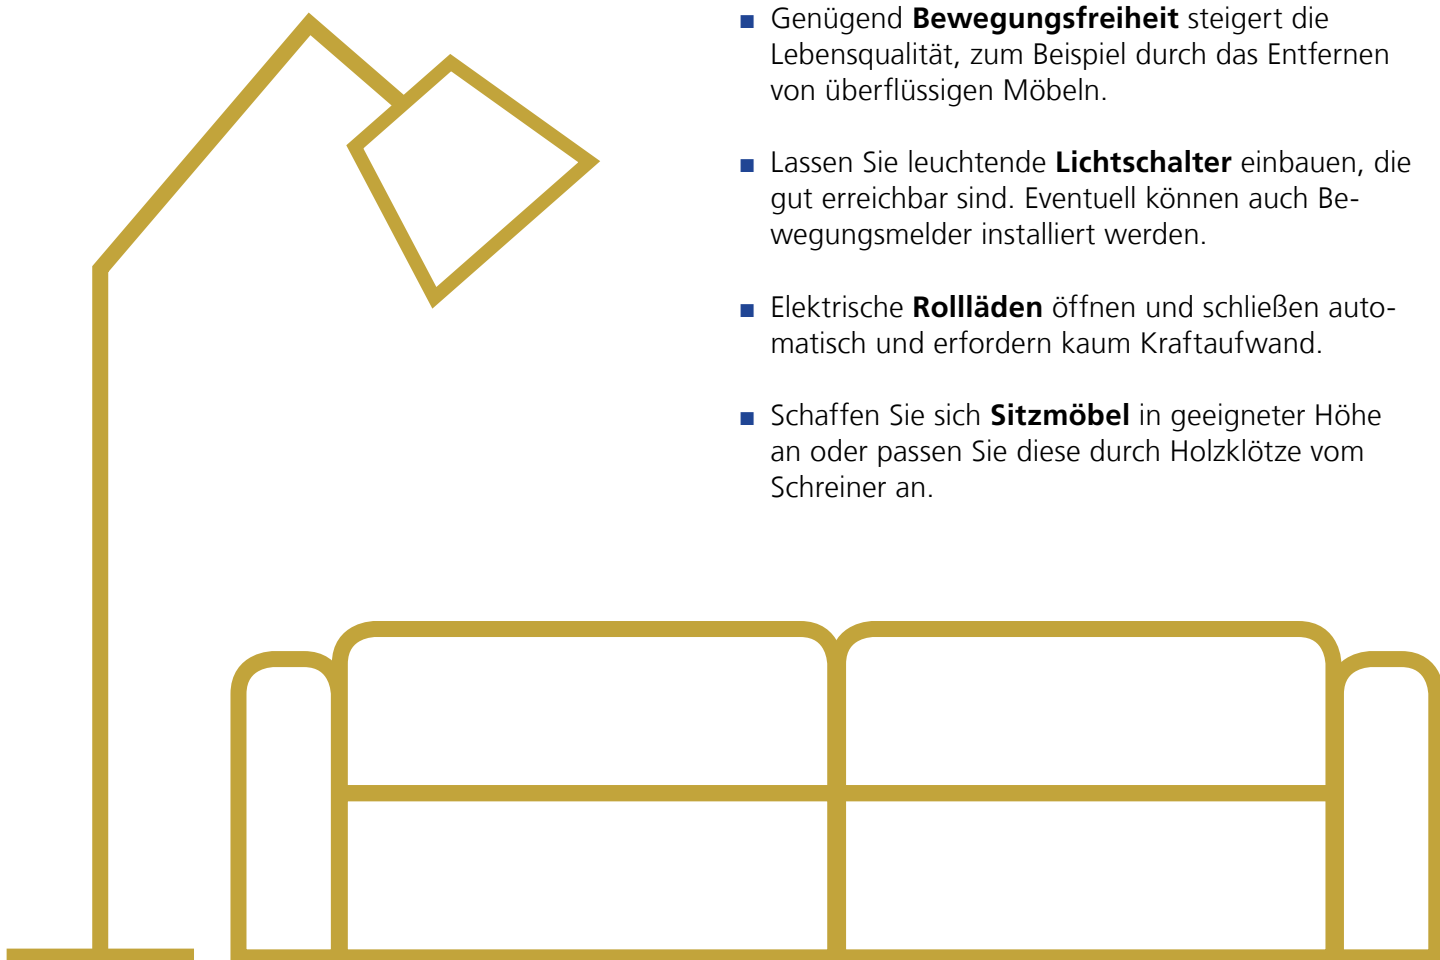 ■ Genügend Bewegungsfreiheit steigert die
Lebensqualität, zum Beispiel durch das Entfernen
von überflüssigen Möbeln.
■ Lassen Sie leuchtende Lichtschalter einbauen, die
gut erreichbar sind. Eventuell können auch Be-
wegungsmelder installiert werden.
■ Elektrische Rollläden öffnen und schließen auto-
matisch und erfordern kaum Kraftaufwand.
■ Schaffen Sie sich Sitzmöbel in geeigneter Höhe
an oder passen Sie diese durch Holzklötze vom
Schreiner an.